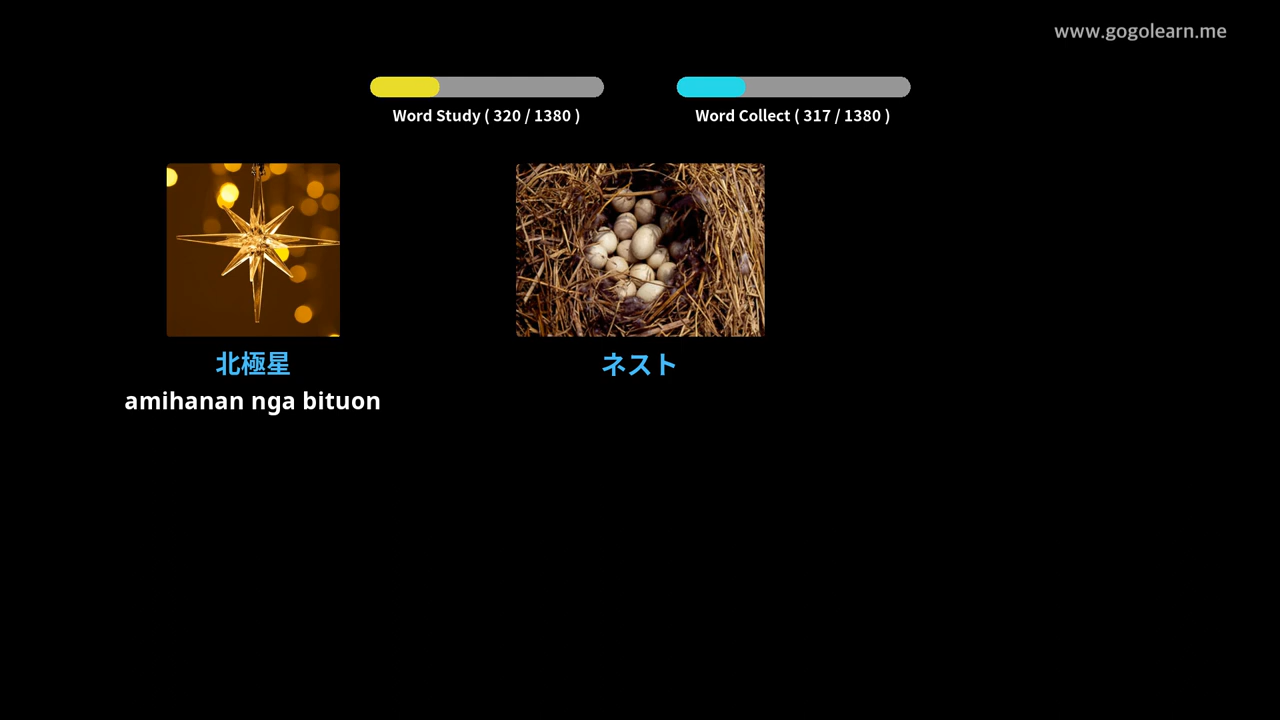 www.gogolearn.me
Word Study ( 320 / 1380 )
Word Collect ( 317 / 1380 )
北極星
amihanan nga bituon
ネスト